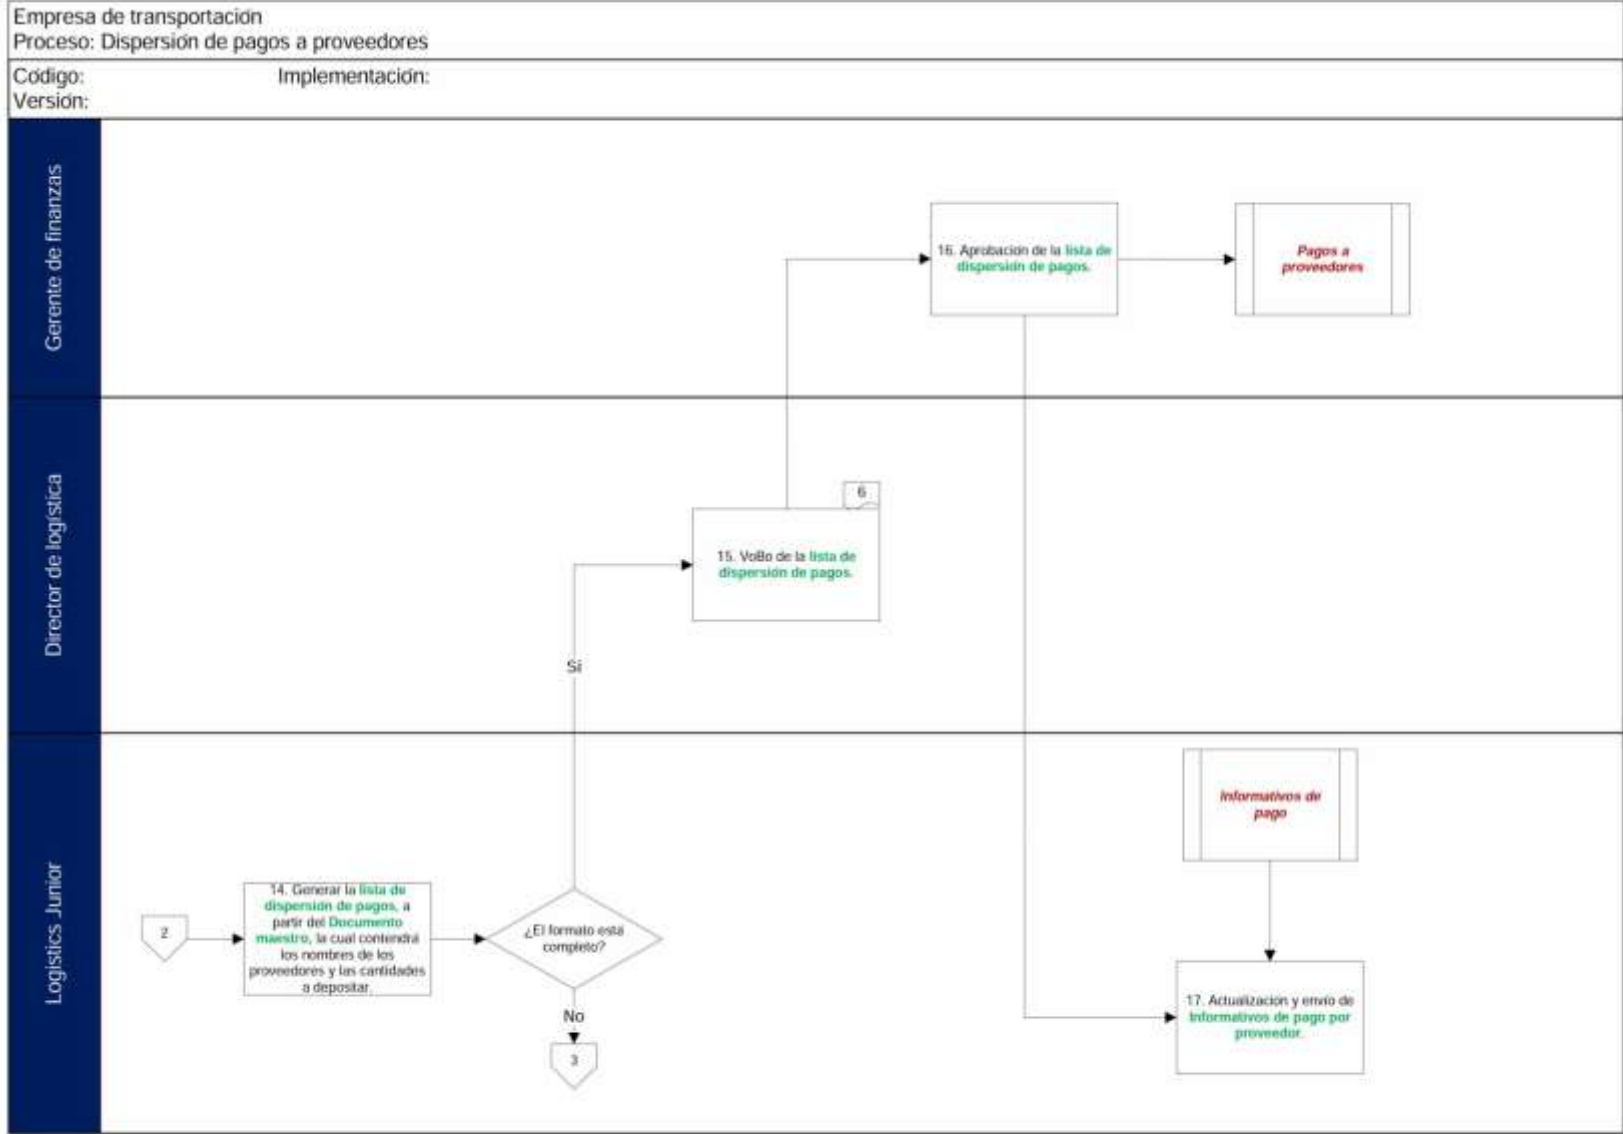 Empresa de transportación
Proceso: Dispersión de pagos a proveedores
Código: Implementación:
Versión:
Gerente de finanzas
16. Aprobación de la lista de
dispersión de pagos.
Pagos a
proveedores
Director de logística
6
15. VoBo de la lista de
dispersión de pagos.
Sí
Logistics Junior
2
14. Generar la lista de
dispersión de pagos, a
partir del Documento
maestro, la cual contendrá
los nombres de los
proveedores y las cantidades
a depositar.
¿El formato está
completo?
No
3
Informativos de
pago
17. Actualización y envío de
Informativos de pago por
proveedor.